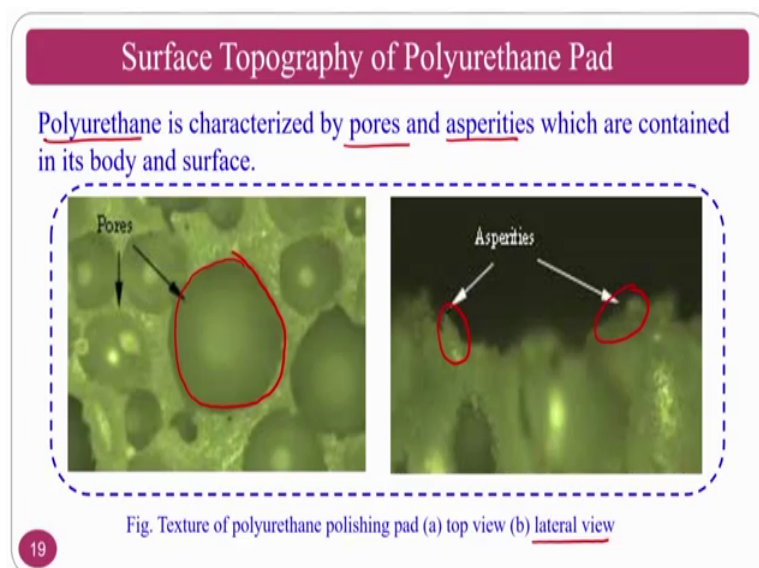 Surface Topography of Polyurethane Pad
Polyurethane is characterized by pores and asperities which are contained
in its body and surface.
Pores
Asperities
Fig. Texture of polyurethane polishing pad (a) top view (b) lateral view
19